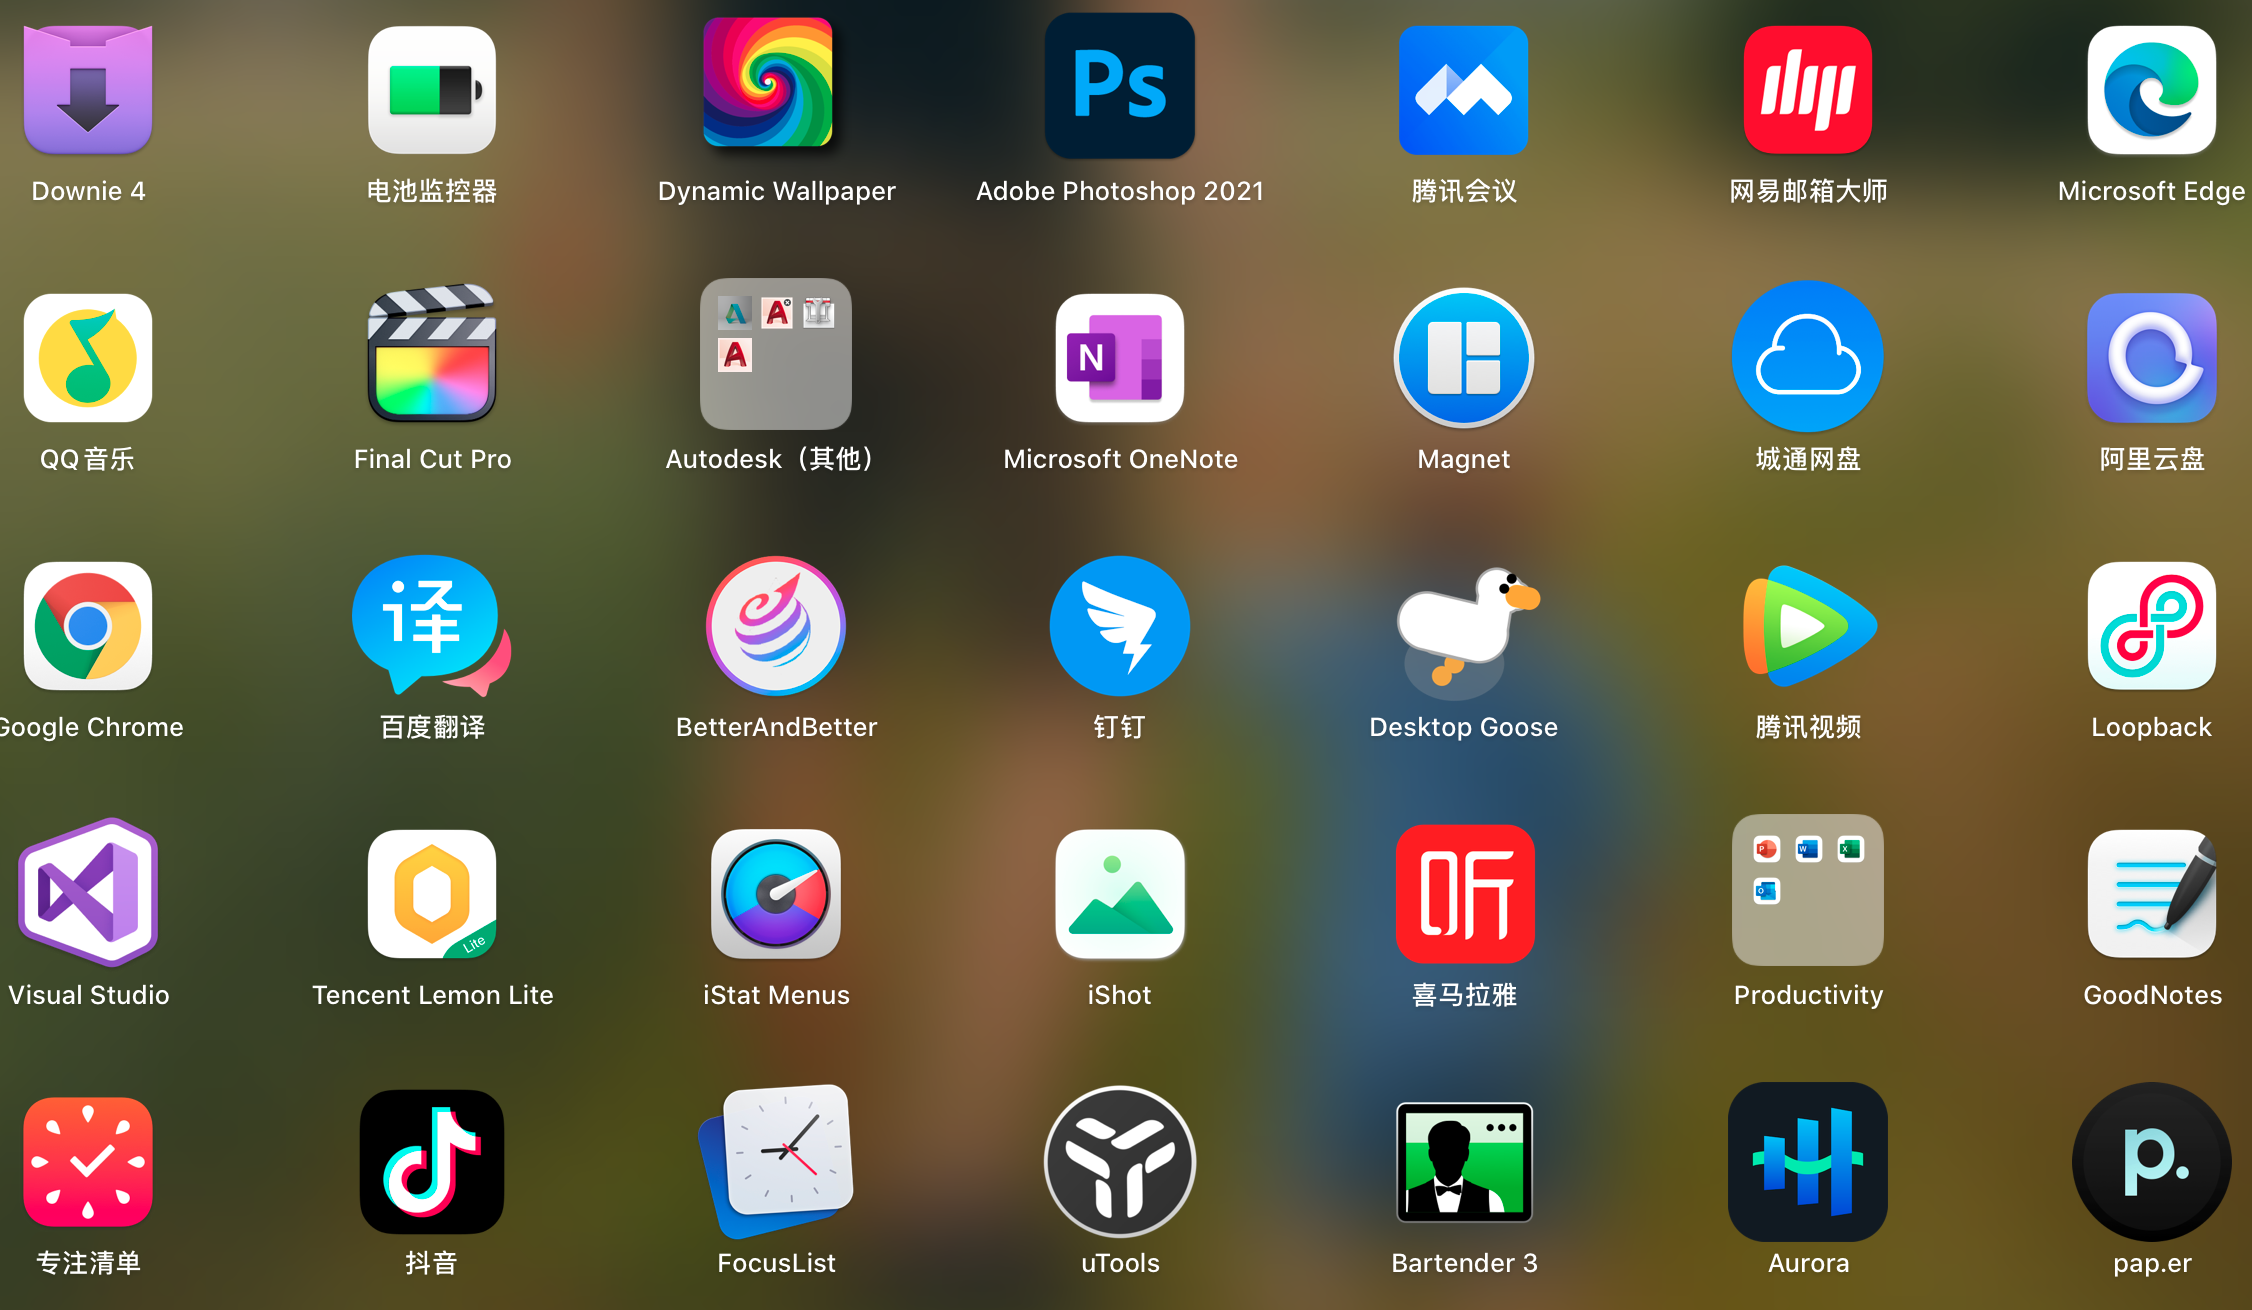 Ps
Downie 4
电池监控器
Dynamic Wallpaper
Adobe Photoshop 2021
腾讯会议
网易邮箱大师
Microsoft Edge
N
QQ音乐
Final Cut Pro
Autodesk（其他）
Microsoft OneNote
Magnet
城通网盘
阿里云盘
译
Google Chrome
百度翻译
BetterAndBetter
钉钉
Desktop Goose
腾讯视频
Loopback
Lite
听
Visual Studio
Tencent Lemon Lite
iStat Menus
iShot
喜马拉雅
Productivity
GoodNotes
p.
专注清单
抖音
FocusList
uTools
Bartender 3
Aurora
pap.er